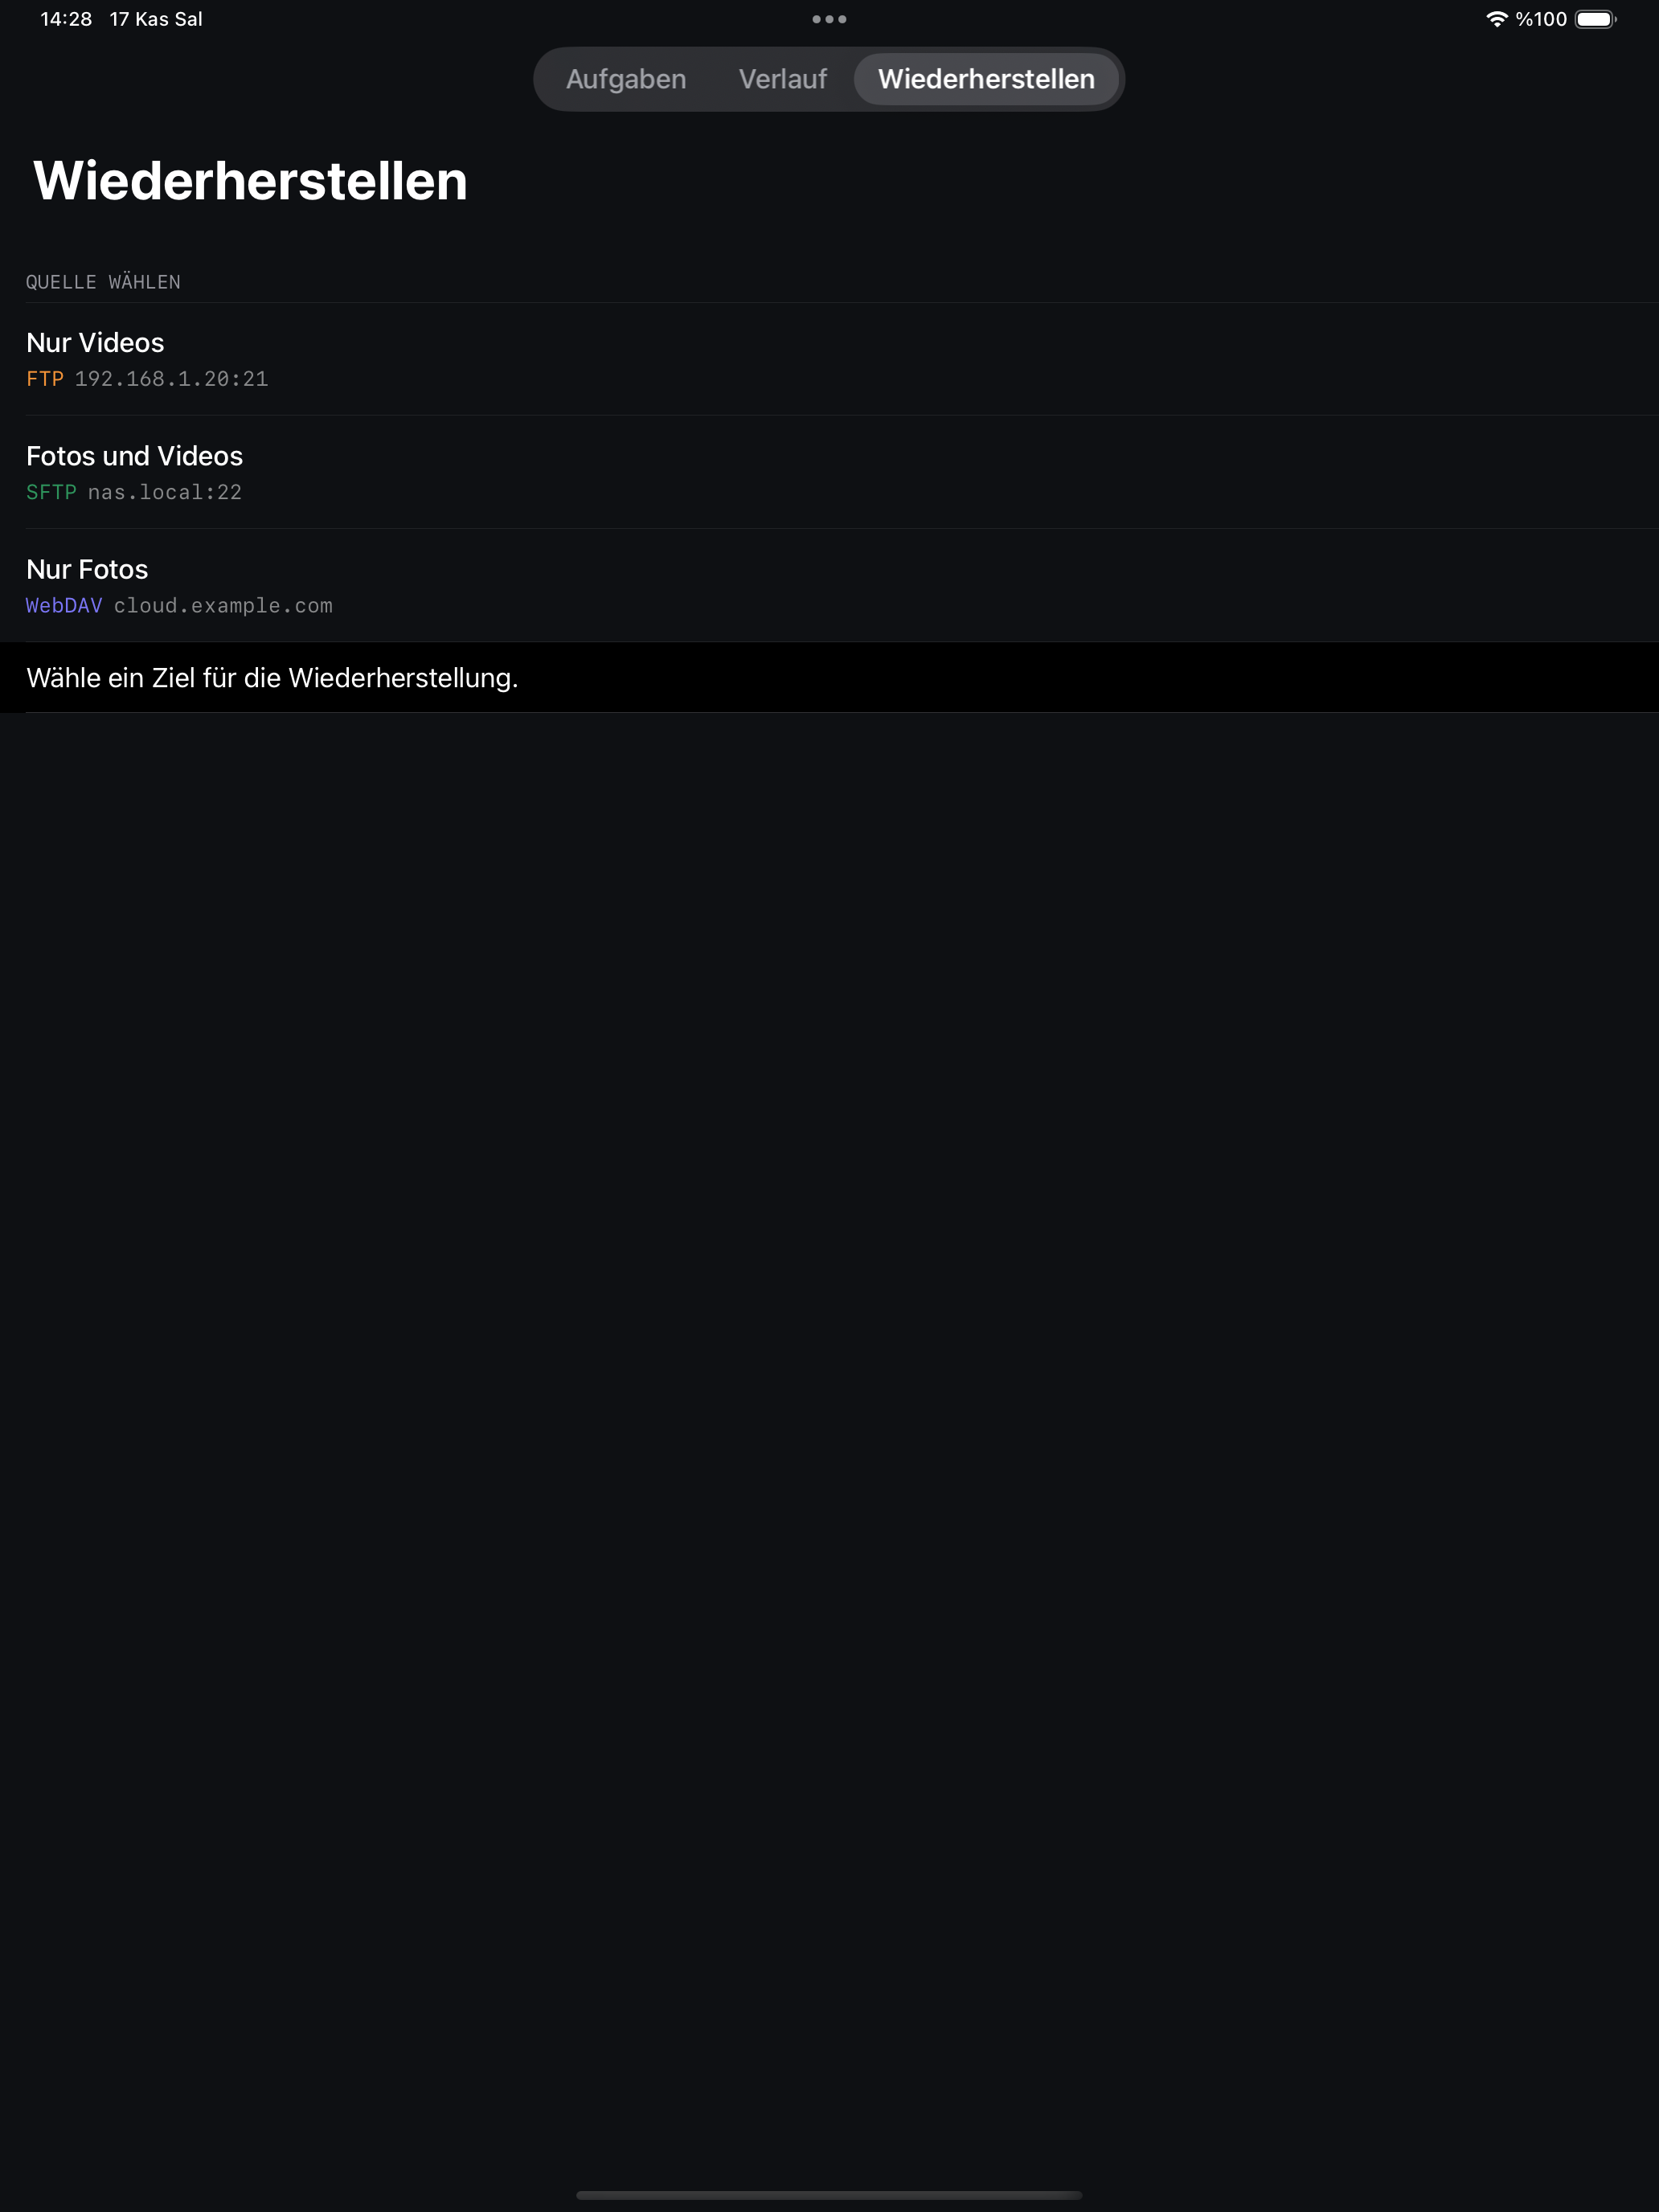 14:28 17 Kas Sal
%100
Aufgaben Verlauf Wiederherstellen
Wiederherstellen
QUELLE WÄHLEN
Nur Videos
FTP 192.168.1.20:21
Fotos und Videos
SFTP nas.local:22
Nur Fotos
WebDAV cloud.example.com
Wähle ein Ziel für die Wiederherstellung.